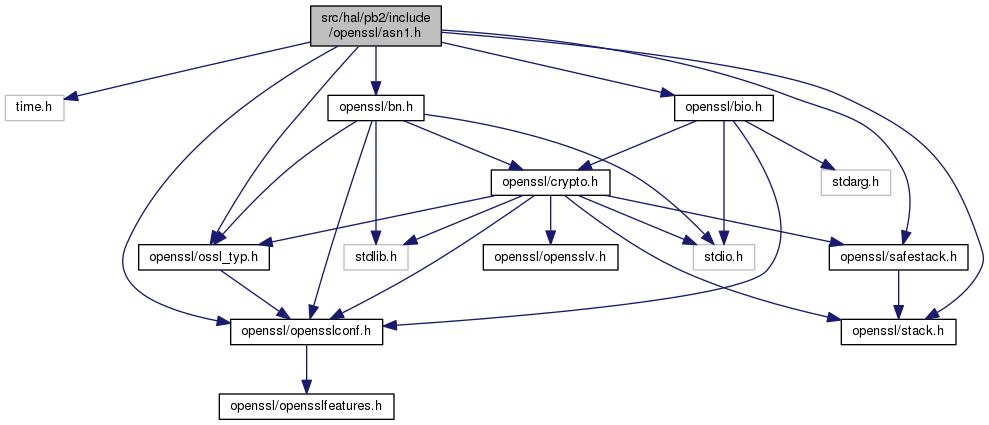 src/hal/pb2/include
/openssl/asn1.h
time.h
openssl/bn.h
openssl/bio.h
openssl/crypto.h
stdarg.h
openssl/ossl_typ.h
stdlib.h
openssl/opensslv.h
stdio.h
openssl/safestack.h
openssl/opensslconf.h
openssl/stack.h
openssl/opensslfeatures.h